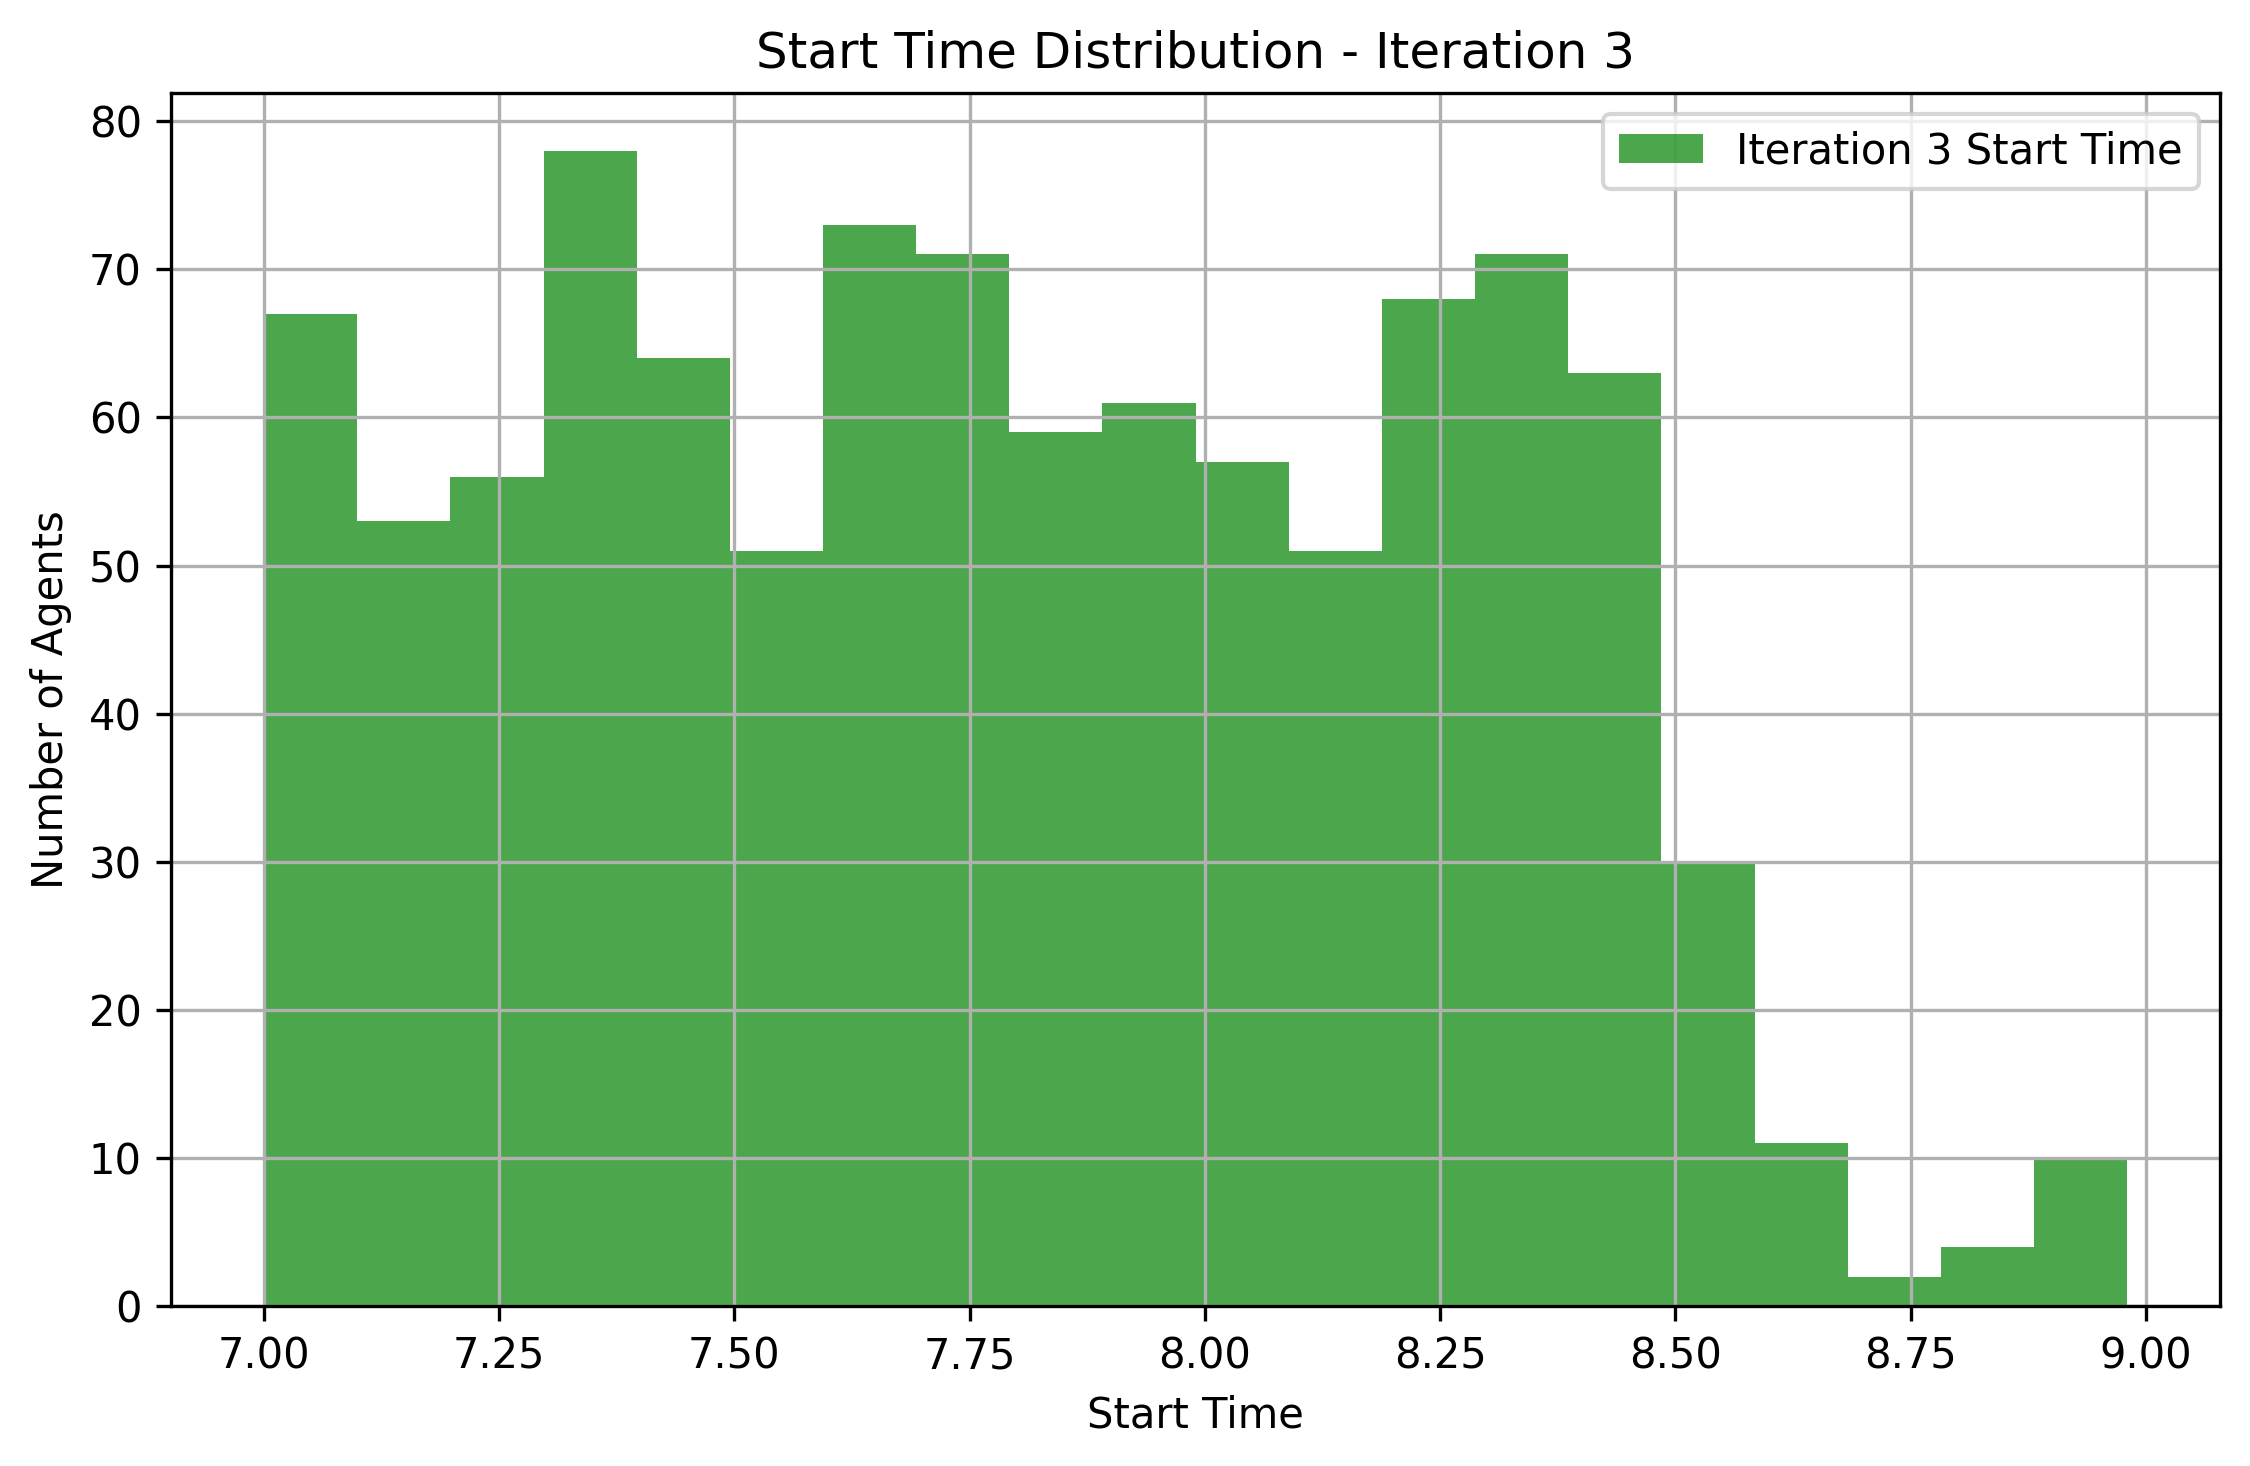 Start Time Distribution - Iteration 3
Iteration 3 Start Time
Number of Agents
80
70
60
50
40
30
20
10
0
7.00 7.25 7.50 7.75 8.00 8.25 8.50 8.75 9.00
Start Time